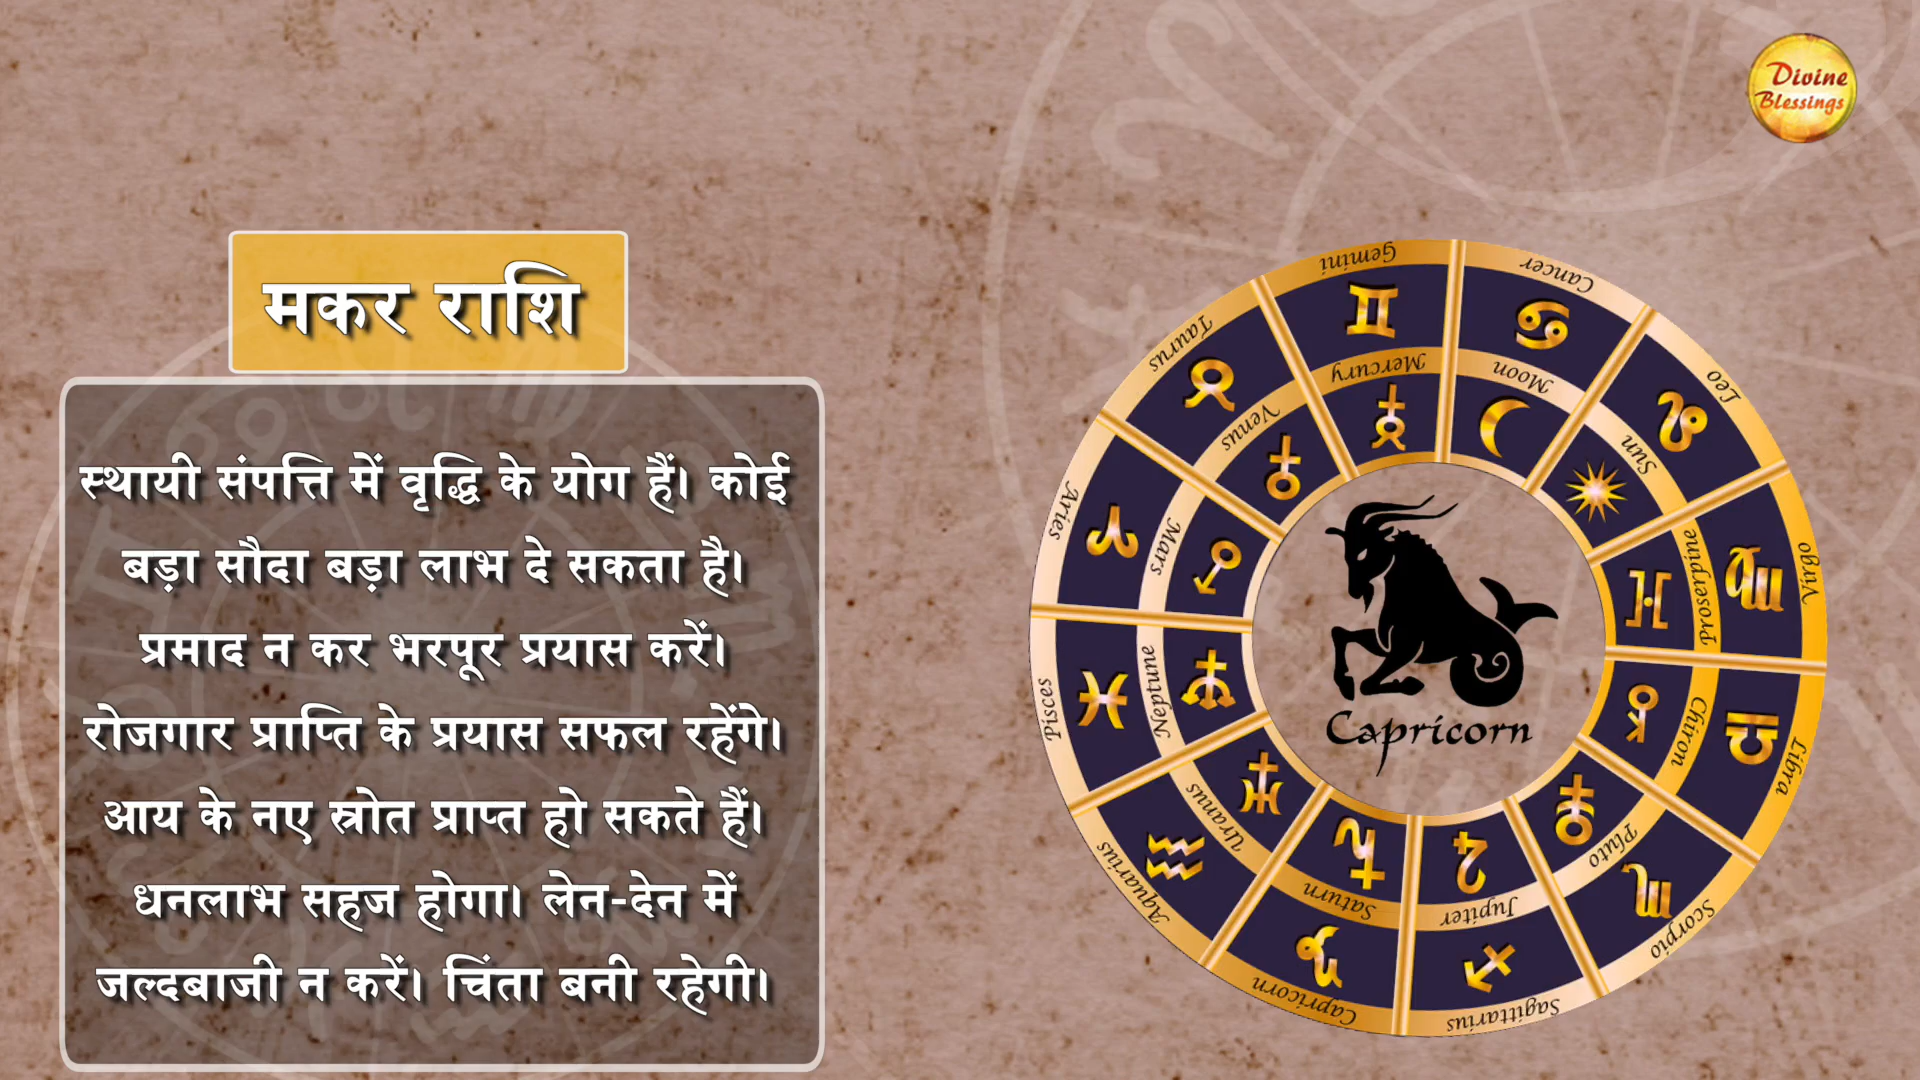 Divine
Blessings
मकर राशि
स्थायी संपत्ति में वृद्धि के योग हैं। कोई
बड़ा सौदा बड़ा लाभ दे सकता है।
प्रमाद न कर भरपूर प्रयास करें।
रोजगार प्राप्ति के प्रयास सफल रहेंगे।
आय के नए स्रोत प्राप्त हो सकते हैं।
धनलाभ सहज होगा। लेन-देन में
जल्दबाजी न करें। चिंता बनी रहेगी।
Gemini
Cancer
Leo
Virgo
Libra
Scorpio
Sagittarius
Capricorn
Aquarius
Pisces
Aries
Taurus
Mercury
Moon
Sun
Proserpine
Chiron
Pluto
Jupiter
Saturn
Uranus
Neptune
Mars
Venus
Capricorn